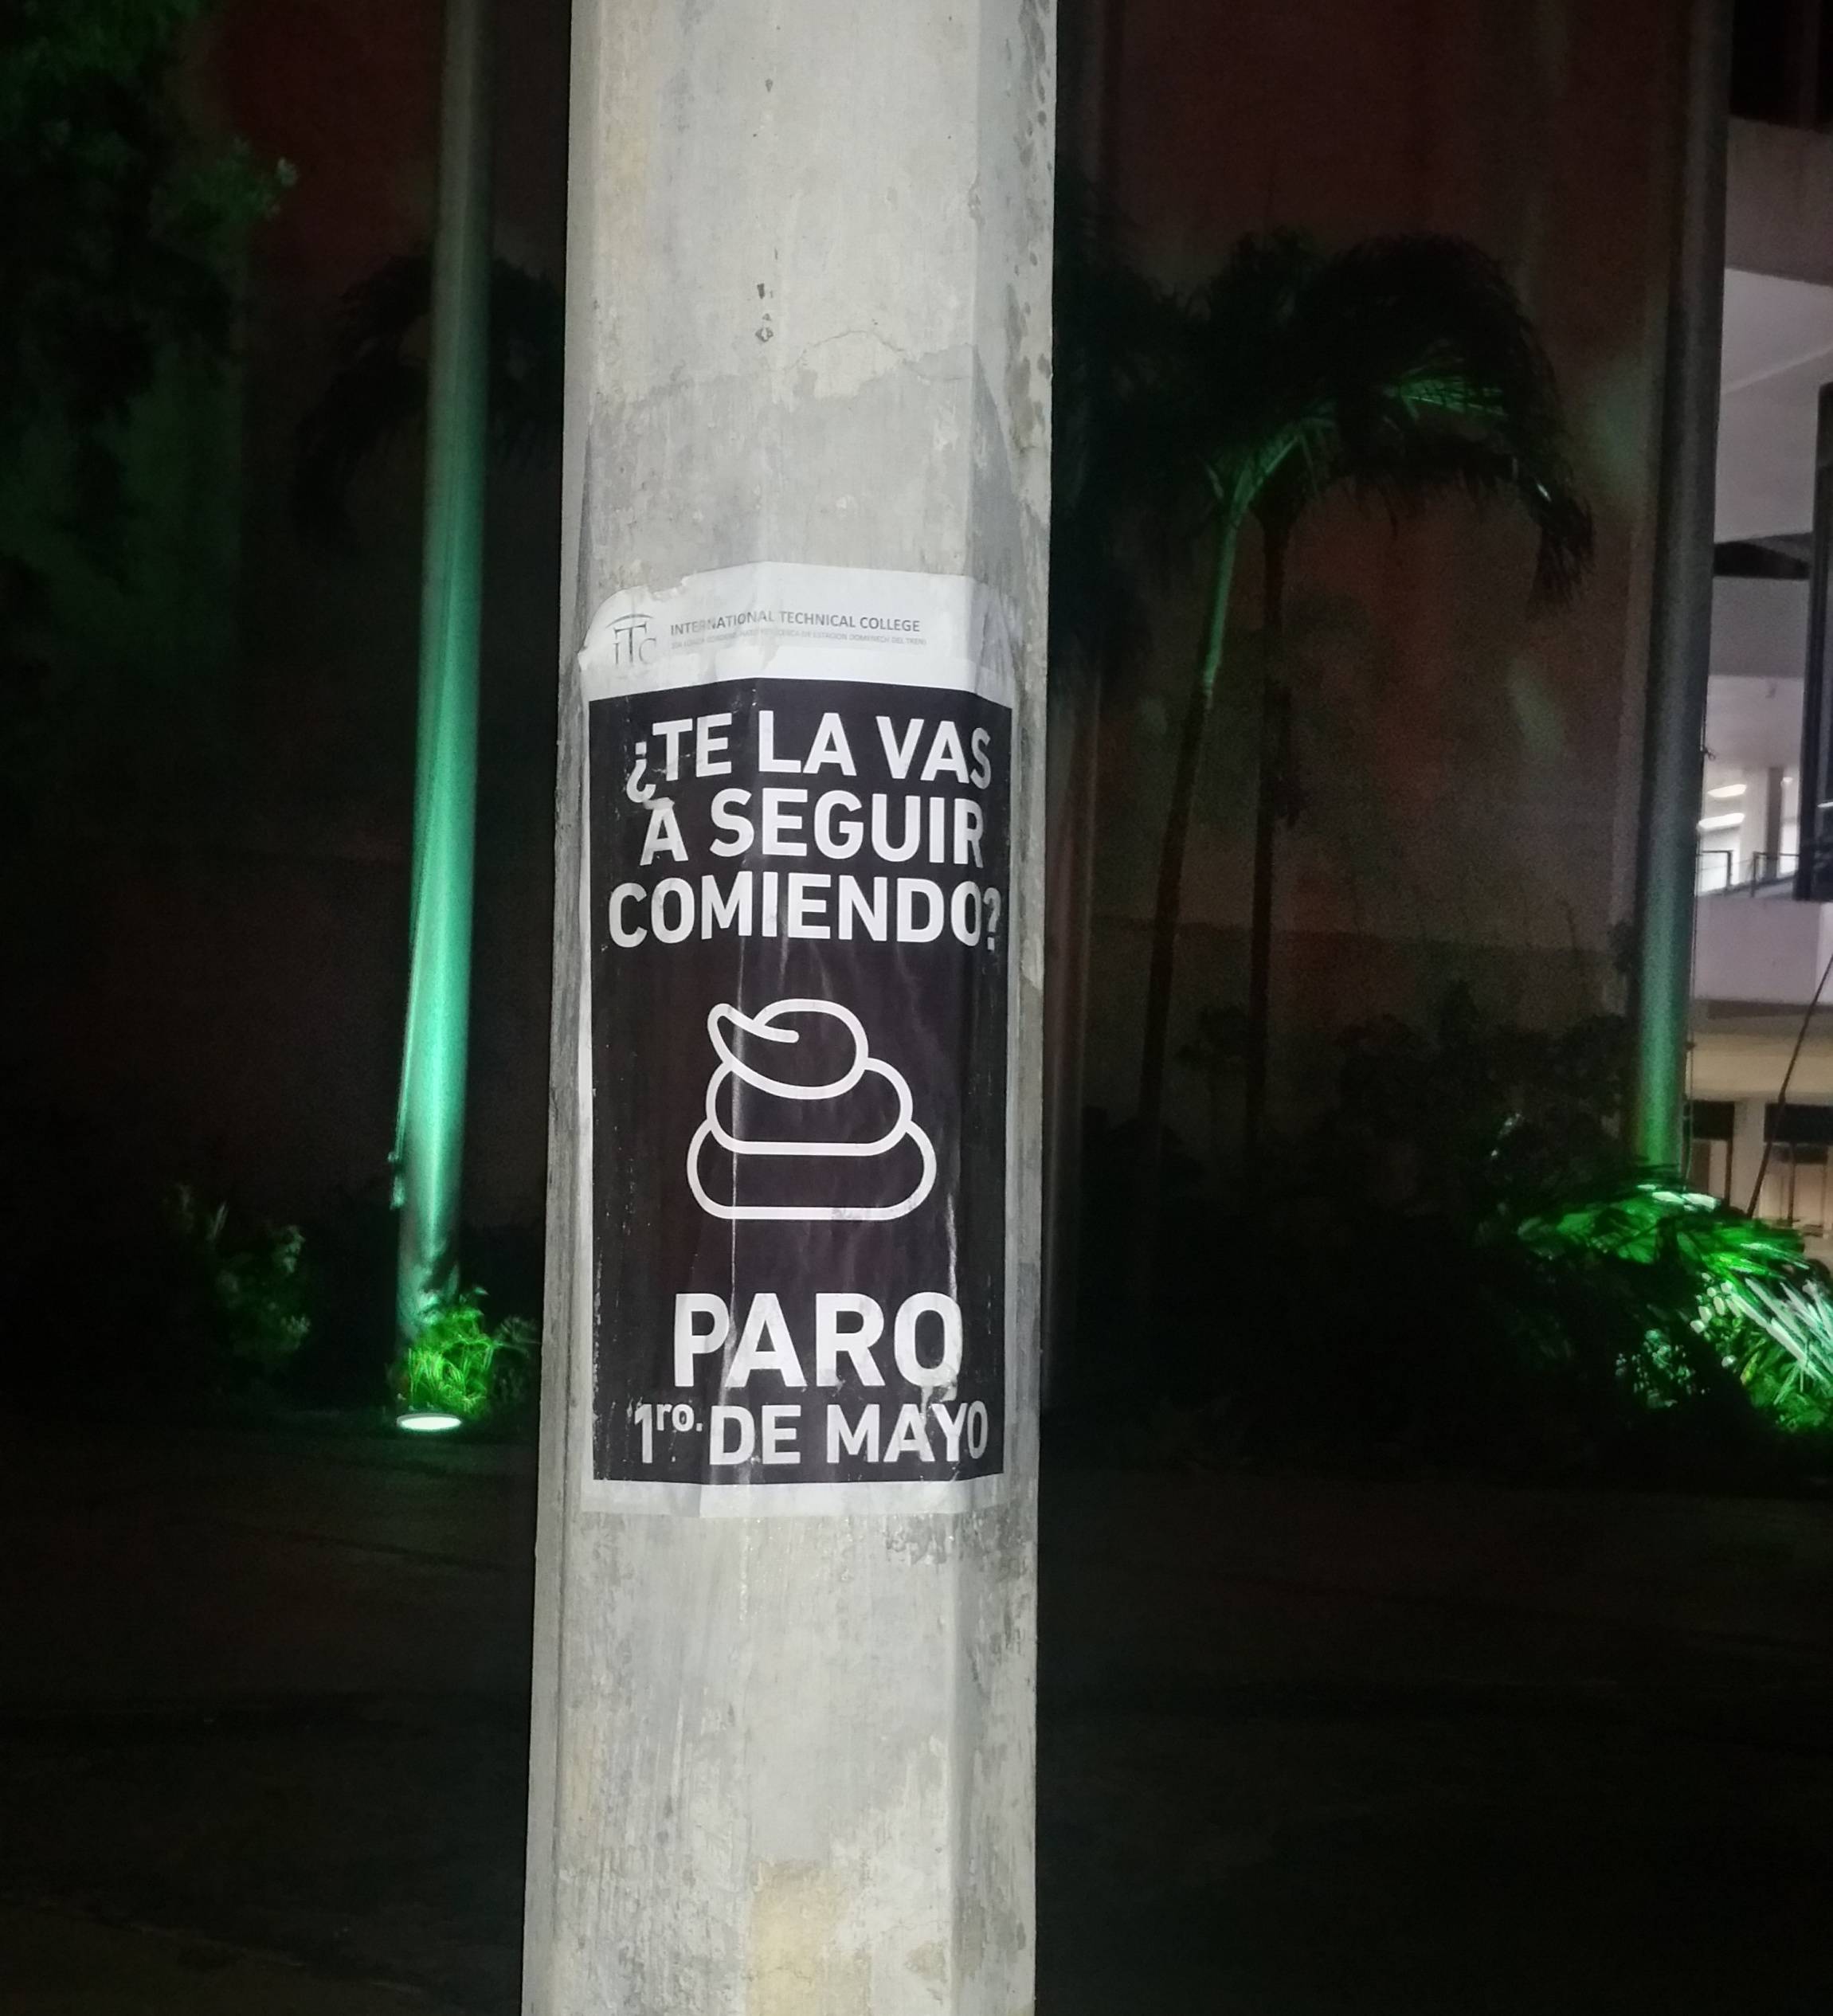 ITC
INTERNATIONAL TECHNICAL COLLEGE
¿TE LA VAS
A SEGUIR
COMIENDO?
PARO
1ro. DE MAYO